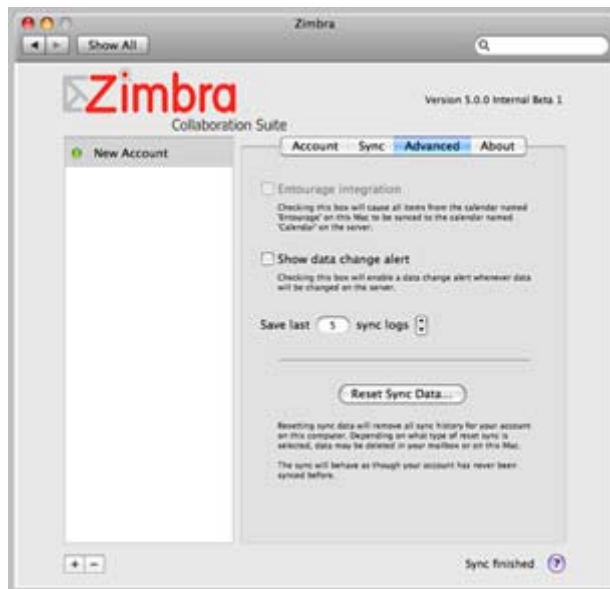 Zimbra
Show All
Zimbra
Collaboration Suite
Version 5.0.0 Internal Beta 1
New Account
Account Sync Advanced About
Entourage integration
Checking this box will cause all items from the calendar named
'Entourage' on this Mac to be synced to the calendar named
'Calendar' on the server.
Show data change alert
Checking this box will enable a data change alert whenever data
will be changed on the server.
Save last 5 sync logs
Reset Sync Data...
Resetting sync data will remove all sync history for your account
on this computer. Depending on what type of reset sync is
selected, data may be deleted in your mailbox or on this Mac.
The sync will behave as though your account has never been
synced before.
+ −
Sync finished ?